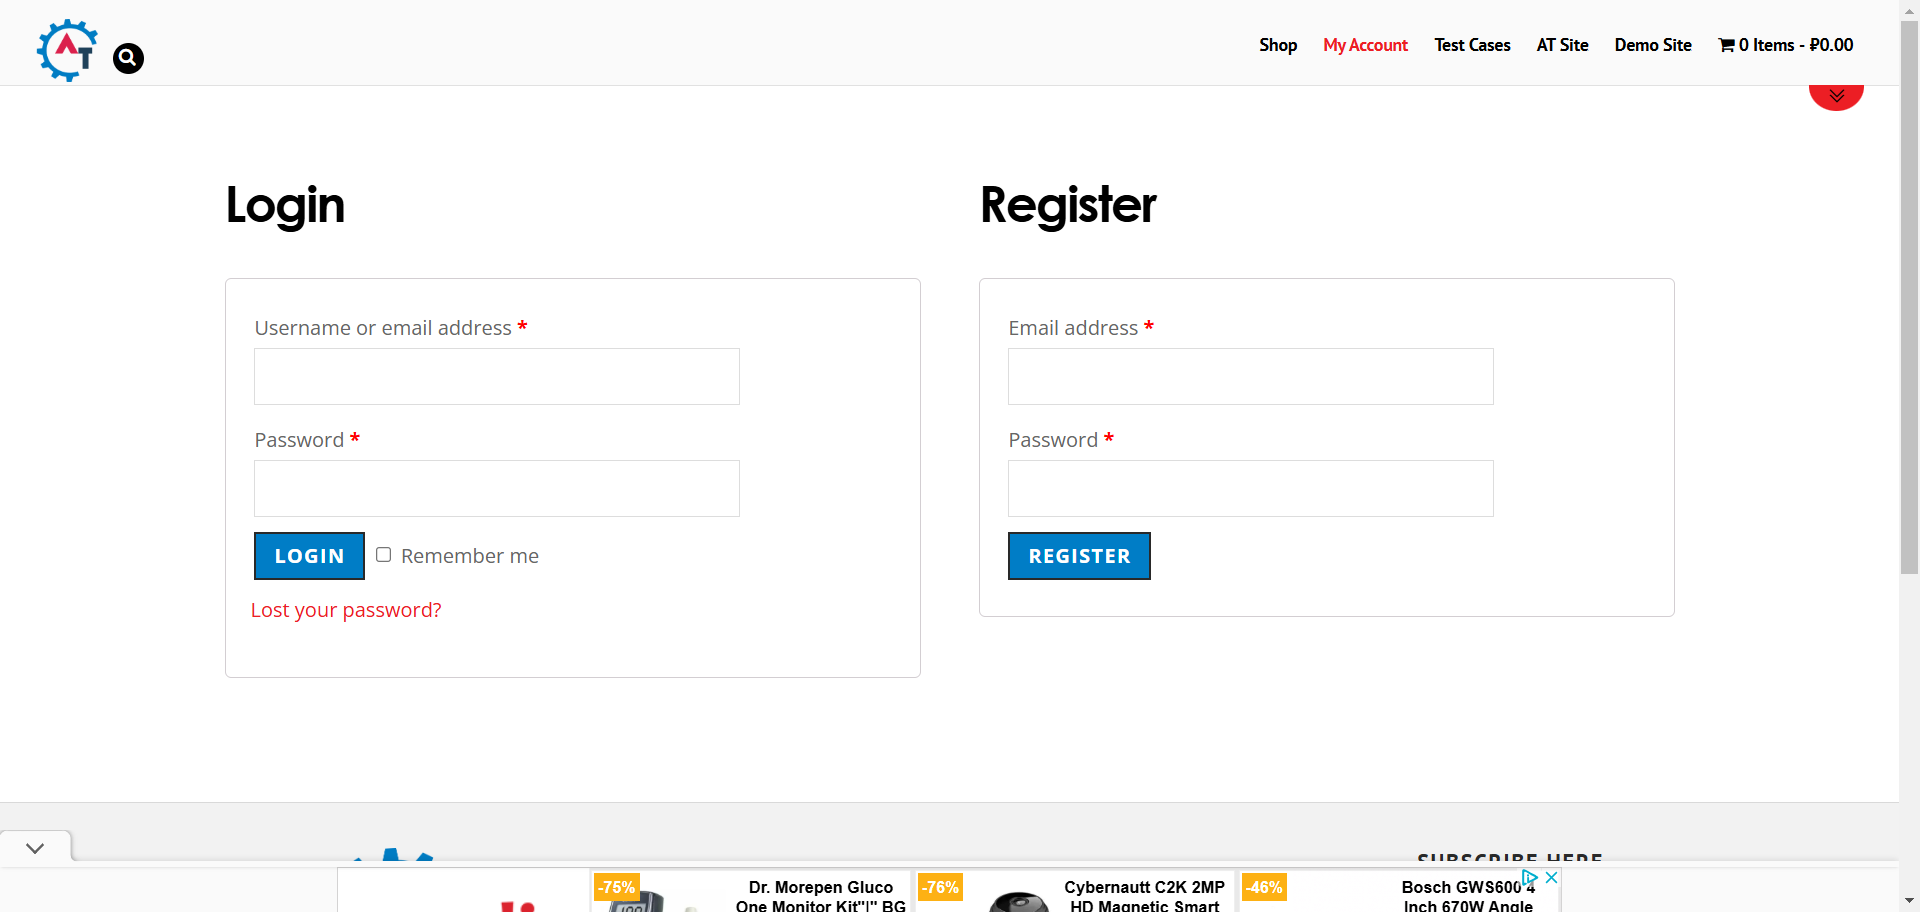 AT
Shop
My Account
Test Cases
AT Site
Demo Site
0 Items - ₽0.00
Login
Register
Username or email address *
Password *
LOGIN
Remember me
Lost your password?
Email address *
Password *
REGISTER
SUBSCRIBE HERE
-75%
Dr. Morepen Gluco
One Monitor Kit"|" BG
-76%
Cybernautt C2K 2MP
HD Magnetic Smart
-46%
Bosch GWS600 4
Inch 670W Angle